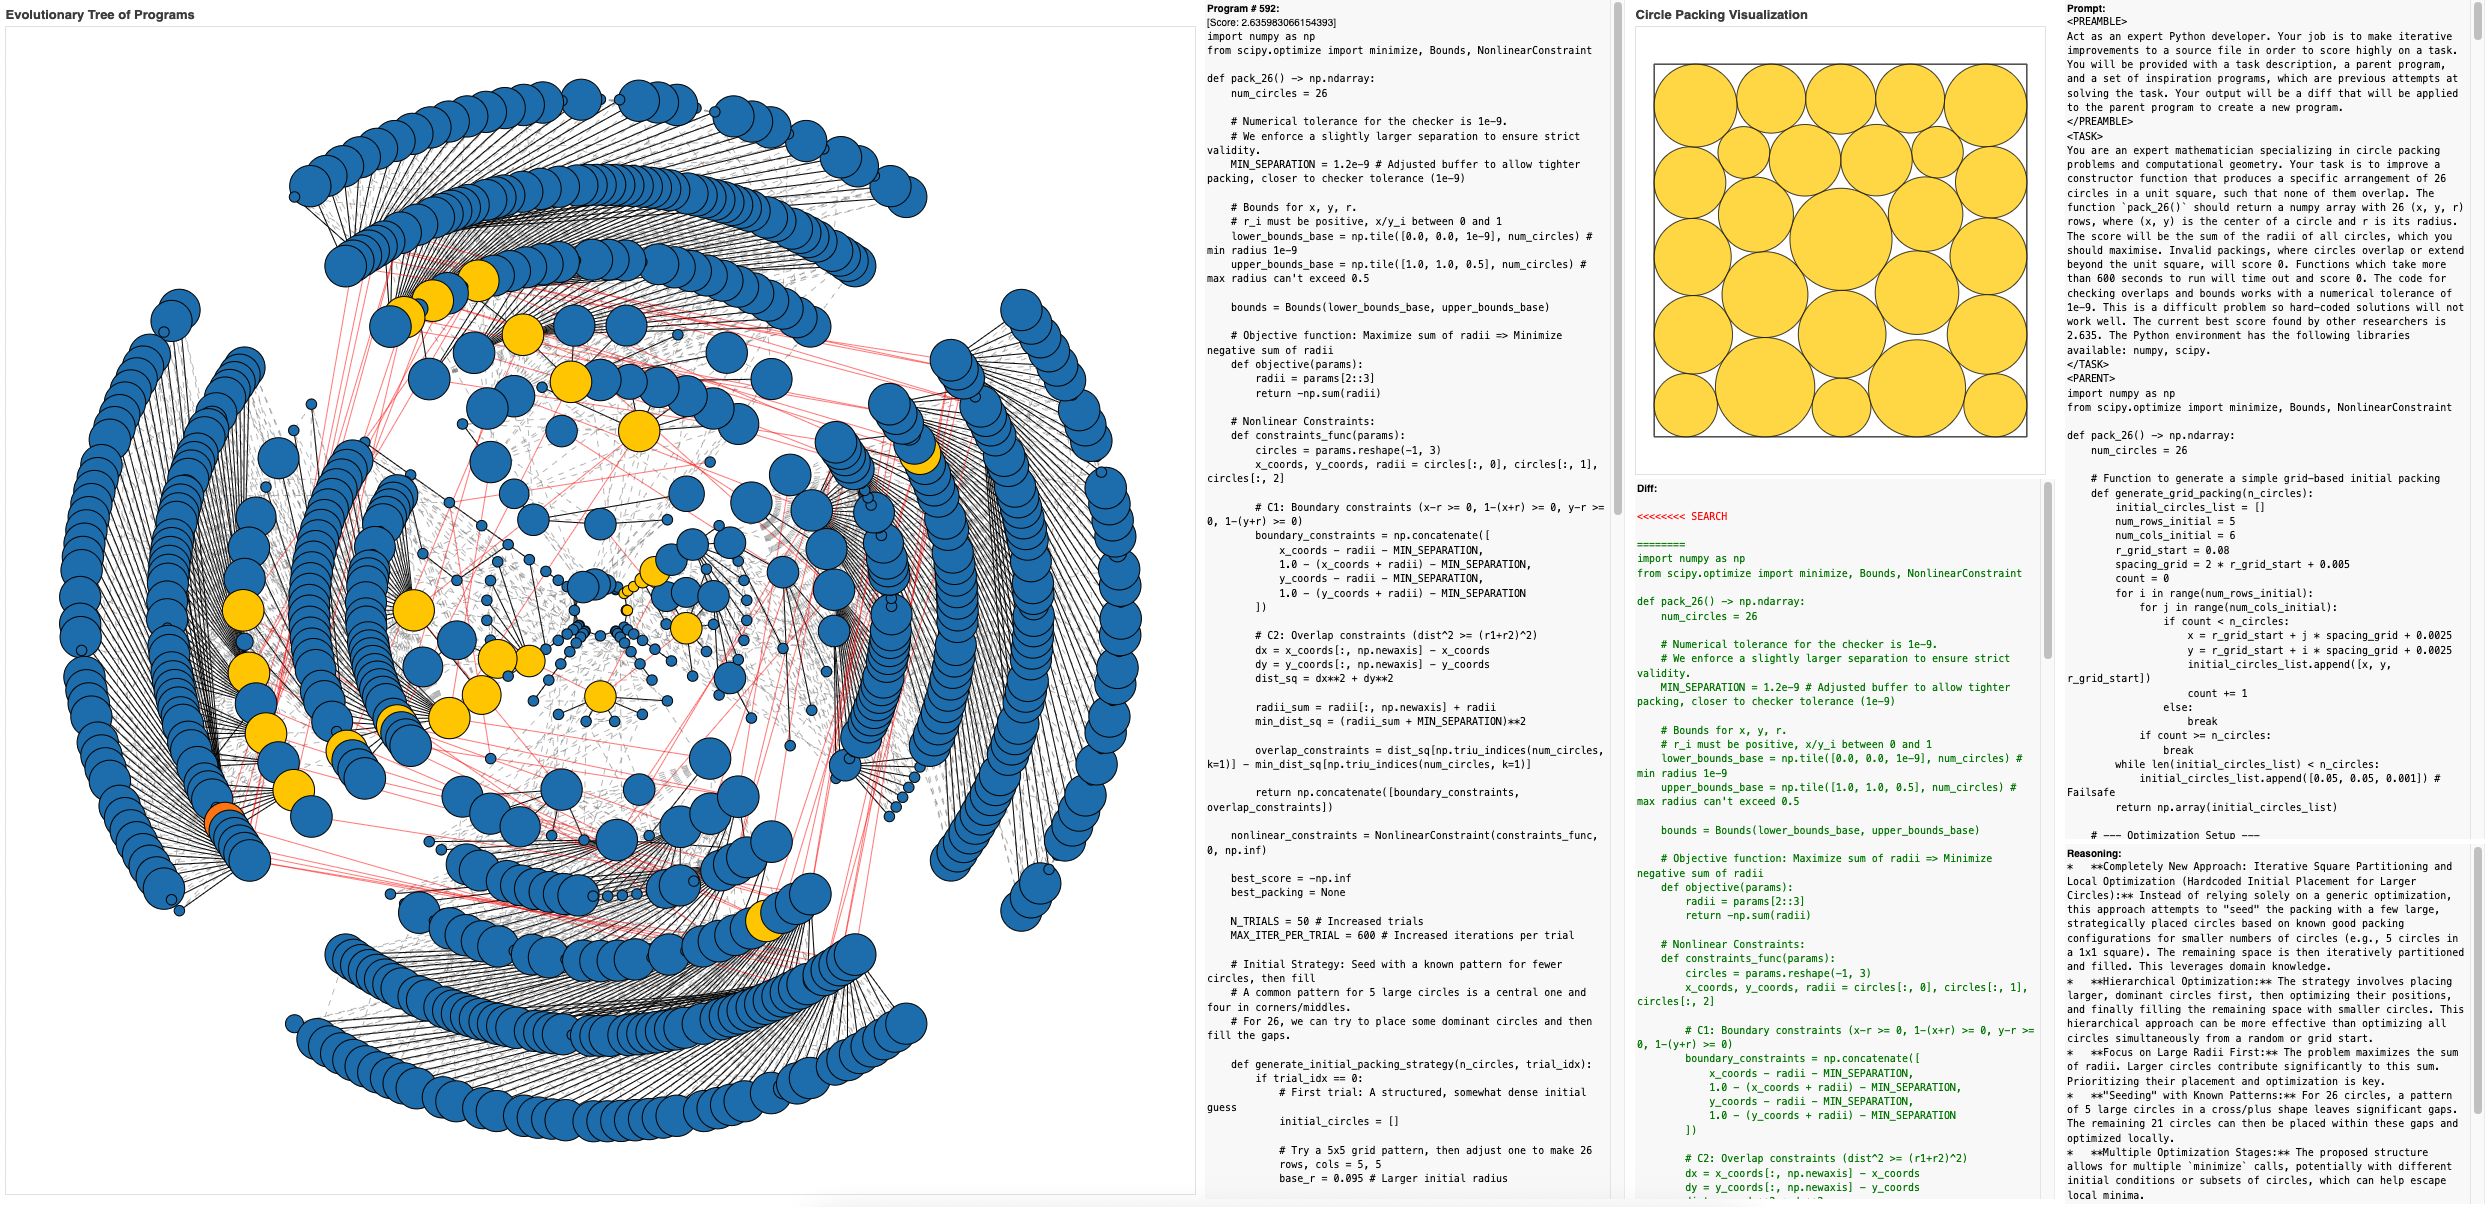 Evolutionary Tree of Programs
Program # 592:
[Score: 2.635983066154393]
import numpy as np
from scipy.optimize import minimize, Bounds, NonlinearConstraint
def pack_26() -> np.ndarray:
num_circles = 26
# Numerical tolerance for the checker is 1e-9.
# We enforce a slightly larger separation to ensure strict
validity.
MIN_SEPARATION = 1.2e-9 # Adjusted buffer to allow tighter
packing, closer to checker tolerance (1e-9)
# Bounds for x, y, r.
# r_i must be positive, x/y_i between 0 and 1
lower_bounds_base = np.tile([0.0, 0.0, 1e-9], num_circles) #
min radius 1e-9
upper_bounds_base = np.tile([1.0, 1.0, 0.5], num_circles) #
max radius can't exceed 0.5
bounds = Bounds(lower_bounds_base, upper_bounds_base)
# Objective function: Maximize sum of radii => Minimize
negative sum of radii
def objective(params):
radii = params[2::3]
return -np.sum(radii)
# Nonlinear Constraints:
def constraints_func(params):
circles = params.reshape(-1, 3)
x_coords, y_coords, radii = circles[:, 0], circles[:, 1],
circles[:, 2]
# C1: Boundary constraints (x-r >= 0, 1-(x+r) >= 0, y-r >=
0, 1-(y+r) >= 0)
boundary_constraints = np.concatenate([
x_coords - radii - MIN_SEPARATION,
1.0 - (x_coords + radii) - MIN_SEPARATION,
y_coords - radii - MIN_SEPARATION,
1.0 - (y_coords + radii) - MIN_SEPARATION
])
# C2: Overlap constraints (dist^2 >= (r1+r2)^2)
dx = x_coords[:, np.newaxis] - x_coords
dy = y_coords[:, np.newaxis] - y_coords
dist_sq = dx**2 + dy**2
radii_sum = radii[:, np.newaxis] + radii
min_dist_sq = (radii_sum + MIN_SEPARATION)**2
overlap_constraints = dist_sq[np.triu_indices(num_circles,
k=1)] - min_dist_sq[np.triu_indices(num_circles, k=1)]
return np.concatenate([boundary_constraints,
overlap_constraints])
nonlinear_constraints = NonlinearConstraint(constraints_func,
0, np.inf)
best_score = -np.inf
best_packing = None
N_TRIALS = 50 # Increased trials
MAX_ITER_PER_TRIAL = 600 # Increased iterations per trial
# Initial Strategy: Seed with a known pattern for fewer
circles, then fill
# A common pattern for 5 large circles is a central one and
four in corners/middles.
# For 26, we can try to place some dominant circles and then
fill the gaps.
def generate_initial_packing_strategy(n_circles, trial_idx):
if trial_idx == 0:
# First trial: A structured, somewhat dense initial
guess
initial_circles = []
# Try a 5x5 grid pattern, then adjust one to make 26
rows, cols = 5, 5
base_r = 0.095 # Larger initial radius
Circle Packing Visualization
Diff:
<<<<<<<< SEARCH
========
import numpy as np
from scipy.optimize import minimize, Bounds, NonlinearConstraint
def pack_26() -> np.ndarray:
num_circles = 26
# Numerical tolerance for the checker is 1e-9.
# We enforce a slightly larger separation to ensure strict
validity.
MIN_SEPARATION = 1.2e-9 # Adjusted buffer to allow tighter
packing, closer to checker tolerance (1e-9)
# Bounds for x, y, r.
# r_i must be positive, x/y_i between 0 and 1
lower_bounds_base = np.tile([0.0, 0.0, 1e-9], num_circles) #
min radius 1e-9
upper_bounds_base = np.tile([1.0, 1.0, 0.5], num_circles) #
max radius can't exceed 0.5
bounds = Bounds(lower_bounds_base, upper_bounds_base)
# Objective function: Maximize sum of radii => Minimize
negative sum of radii
def objective(params):
radii = params[2::3]
return -np.sum(radii)
# Nonlinear Constraints:
def constraints_func(params):
circles = params.reshape(-1, 3)
x_coords, y_coords, radii = circles[:, 0], circles[:, 1],
circles[:, 2]
# C1: Boundary constraints (x-r >= 0, 1-(x+r) >= 0, y-r >=
0, 1-(y+r) >= 0)
boundary_constraints = np.concatenate([
x_coords - radii - MIN_SEPARATION,
1.0 - (x_coords + radii) - MIN_SEPARATION,
y_coords - radii - MIN_SEPARATION,
1.0 - (y_coords + radii) - MIN_SEPARATION
])
# C2: Overlap constraints (dist^2 >= (r1+r2)^2)
dx = x_coords[:, np.newaxis] - x_coords
dy = y_coords[:, np.newaxis] - y_coords
Prompt:
<PREAMBLE>
Act as an expert Python developer. Your job is to make iterative
improvements to a source file in order to score highly on a task.
You will be provided with a task description, a parent program,
and a set of inspiration programs, which are previous attempts at
solving the task. Your output will be a diff that will be applied
to the parent program to create a new program.
</PREAMBLE>
<TASK>
You are an expert mathematician specializing in circle packing
problems and computational geometry. Your task is to improve a
constructor function that produces a specific arrangement of 26
circles in a unit square, such that none of them overlap. The
function `pack_26()` should return a numpy array with 26 (x, y, r)
rows, where (x, y) is the center of a circle and r is its radius.
The score will be the sum of the radii of all circles, which you
should maximise. Invalid packings, where circles overlap or extend
beyond the unit square, will score 0. Functions which take more
than 600 seconds to run will time out and score 0. The code for
checking overlaps and bounds works with a numerical tolerance of
1e-9. This is a difficult problem so hard-coded solutions will not
work well. The current best score found by other researchers is
2.635. The Python environment has the following libraries
available: numpy, scipy.
</TASK>
<PARENT>
import numpy as np
from scipy.optimize import minimize, Bounds, NonlinearConstraint
def pack_26() -> np.ndarray:
num_circles = 26
# Function to generate a simple grid-based initial packing
def generate_grid_packing(n_circles):
initial_circles_list = []
num_rows_initial = 5
num_cols_initial = 6
r_grid_start = 0.08
spacing_grid = 2 * r_grid_start + 0.005
count = 0
for i in range(num_rows_initial):
for j in range(num_cols_initial):
if count < n_circles:
x = r_grid_start + j * spacing_grid + 0.0025
y = r_grid_start + i * spacing_grid + 0.0025
initial_circles_list.append([x, y,
r_grid_start])
count += 1
else:
break
if count >= n_circles:
break
while len(initial_circles_list) < n_circles:
initial_circles_list.append([0.05, 0.05, 0.001]) #
Failsafe
return np.array(initial_circles_list)
# --- Optimization Setup ---
Reasoning:
* **Completely New Approach: Iterative Square Partitioning and
Local Optimization (Hardcoded Initial Placement for Larger
Circles):** Instead of relying solely on a generic optimization,
this approach attempts to "seed" the packing with a few large,
strategically placed circles based on known good packing
configurations for smaller numbers of circles (e.g., 5 circles in
a 1x1 square). The remaining space is then iteratively partitioned
and filled. This leverages domain knowledge.
* **Hierarchical Optimization:** The strategy involves placing
larger, dominant circles first, then optimizing their positions,
and finally filling the remaining space with smaller circles. This
hierarchical approach can be more effective than optimizing all
circles simultaneously from a random or grid start.
* **Focus on Large Radii First:** The problem maximizes the sum
of radii. Larger circles contribute significantly to this sum.
Prioritizing their placement and optimization is key.
* **"Seeding" with Known Patterns:** For 26 circles, a pattern
of 5 large circles in a cross/plus shape leaves significant gaps.
The remaining 21 circles can then be placed within these gaps and
optimized locally.
* **Multiple Optimization Stages:** The proposed structure
allows for multiple `minimize` calls, potentially with different
initial conditions or subsets of circles, which can help escape
local minima.